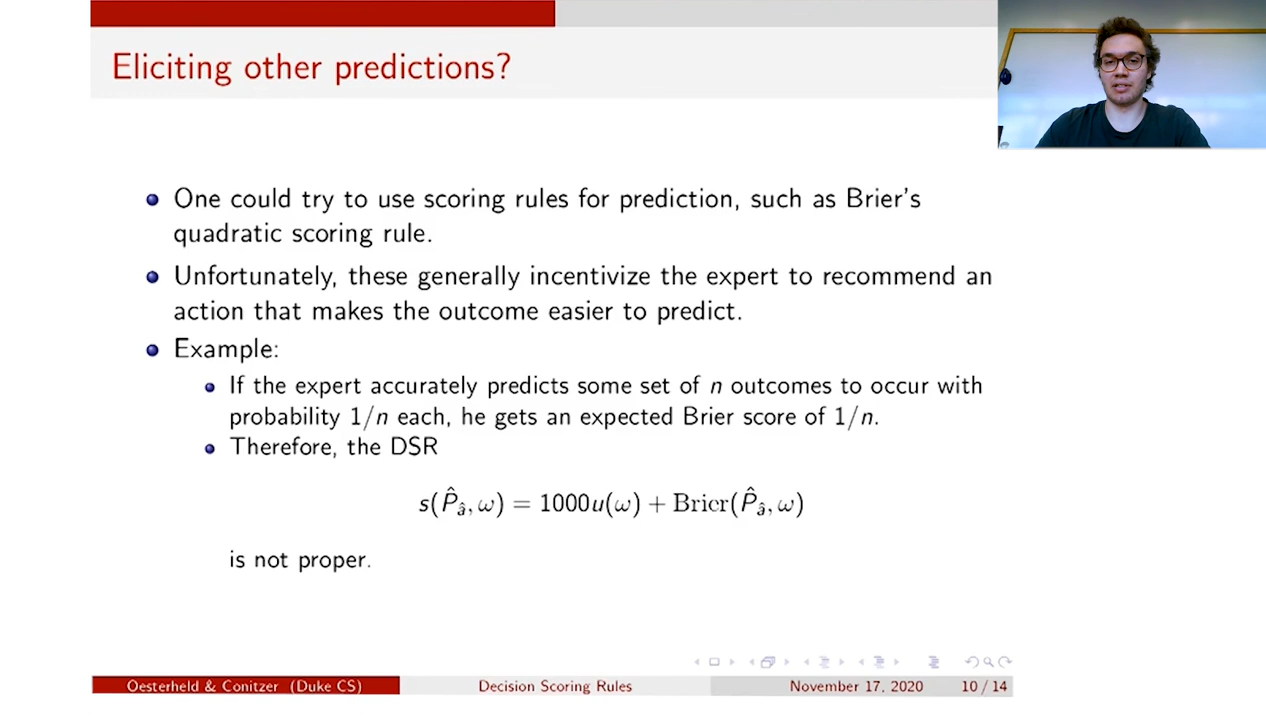 Eliciting other predictions?
One could try to use scoring rules for prediction, such as Brier's
quadratic scoring rule.
Unfortunately, these generally incentivize the expert to recommend an
action that makes the outcome easier to predict.
Example:
If the expert accurately predicts some set of n outcomes to occur with
probability 1/n each, he gets an expected Brier score of 1/n.
Therefore, the DSR
s(P̂_â, ω) = 1000u(ω) + Brier(P̂_â, ω)
is not proper.
Oesterheld & Conitzer (Duke CS) Decision Scoring Rules November 17, 2020 10 / 14